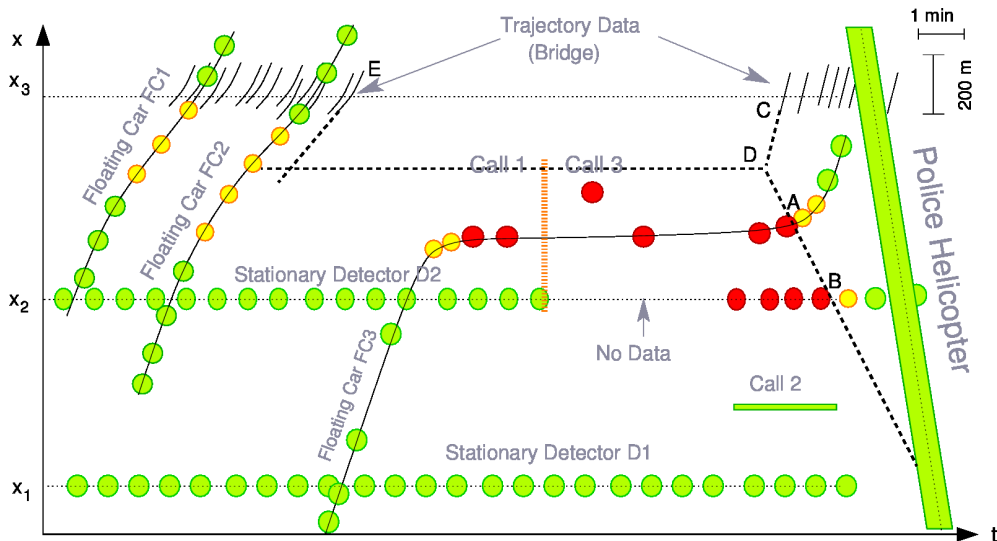 1 min
x
Trajectory Data
(Bridge)
x3
E
200 m
Floating Car FC1
C
Floating Car FC2
D
Call 1
Call 3
Police Helicopter
A
Stationary Detector D2
B
x2
No Data
Floating Car FC3
Call 2
Stationary Detector D1
x1
t